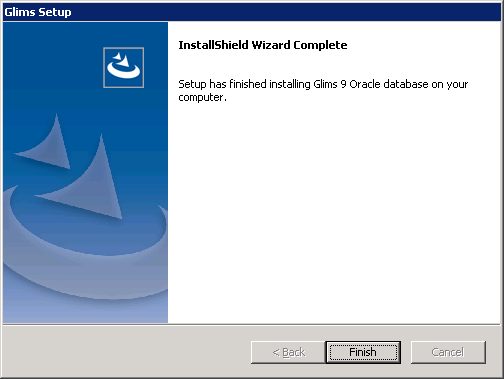 Glims Setup
InstallShield Wizard Complete
Setup has finished installing Glims 9 Oracle database on your
computer.
< Back
Finish
Cancel